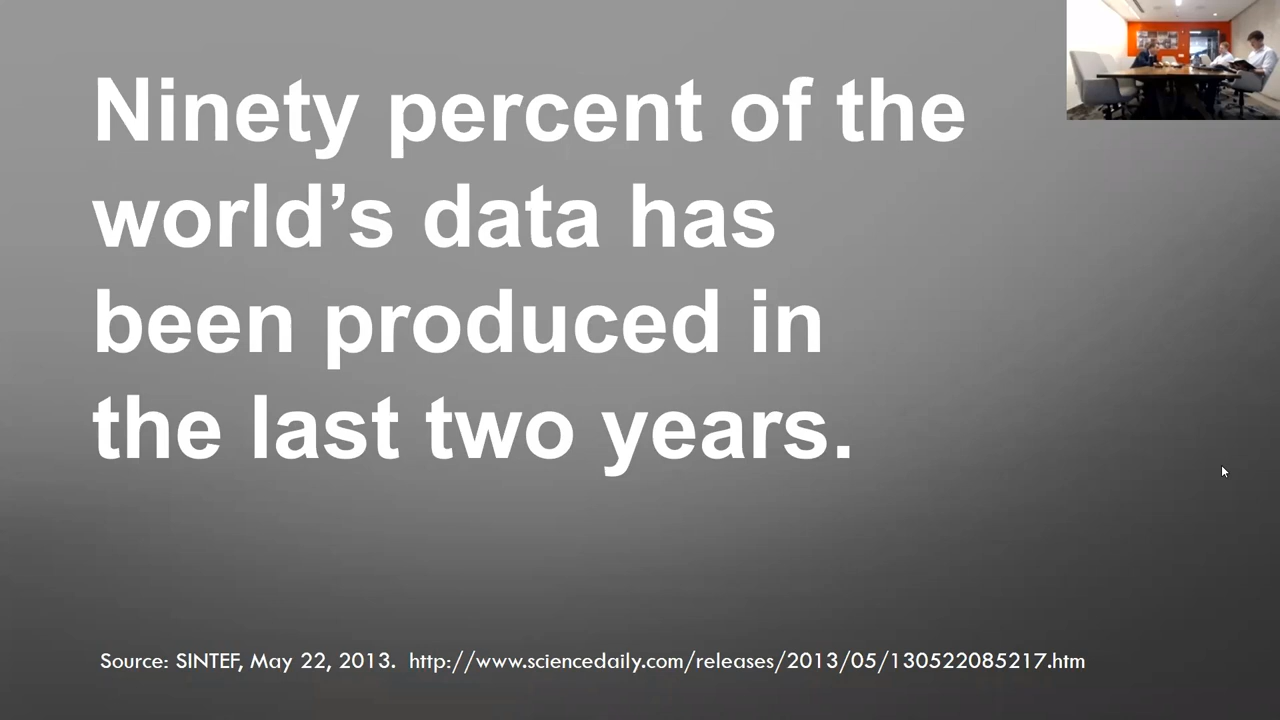 Ninety percent of the
world’s data has
been produced in
the last two years.
Source: SINTEF, May 22, 2013.  http://www.sciencedaily.com/releases/2013/05/130522085217.htm